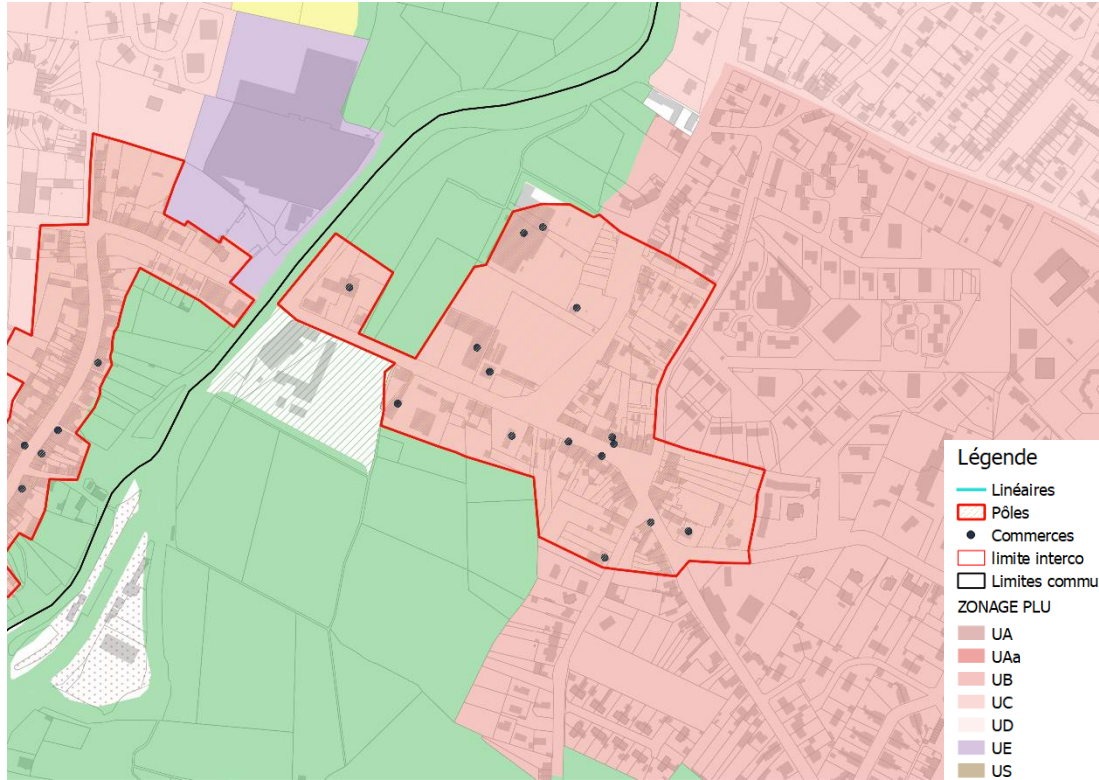 Légende
Linéaires
Pôles
Commerces
limite interco
Limites commu
ZONAGE PLU
UA
UAa
UB
UC
UD
UE
US